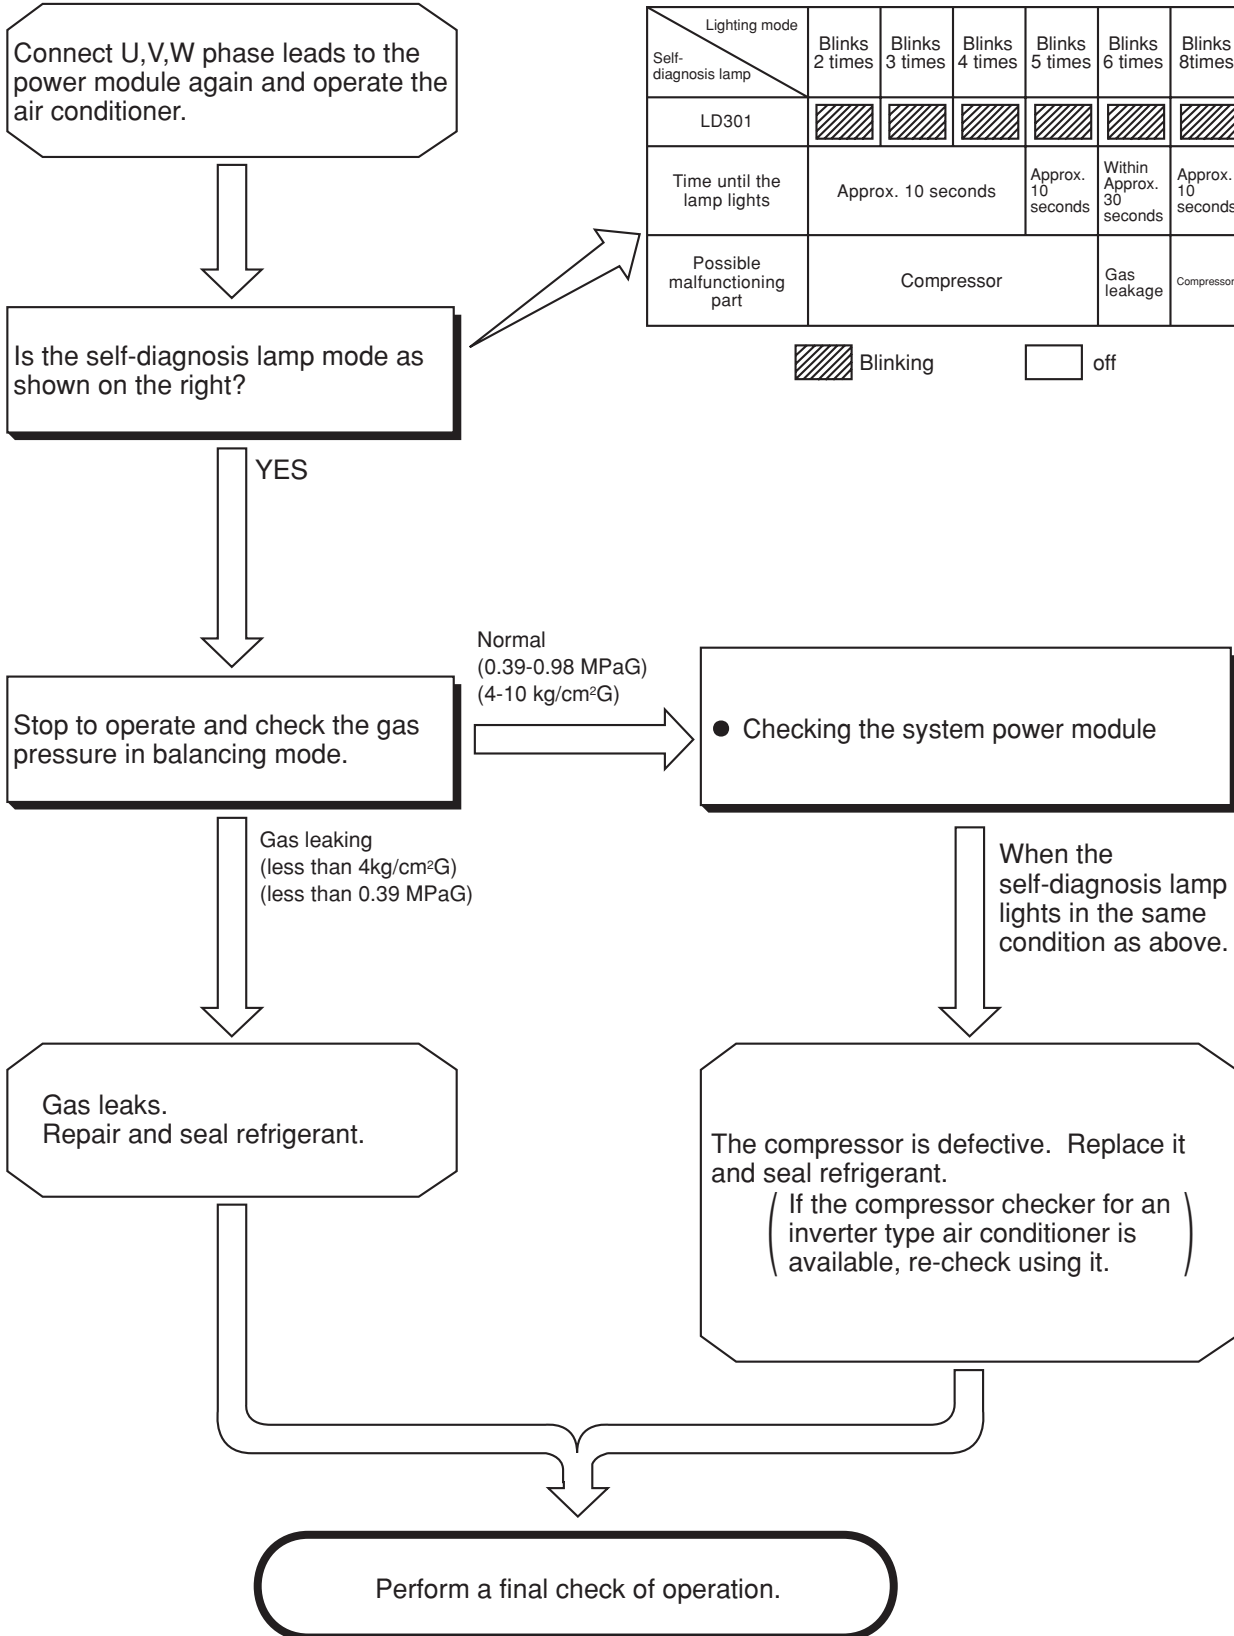 Connect U,V,W phase leads to the
power module again and operate the
air conditioner.
Lighting mode
Self-
diagnosis lamp
Blinks
2 times
Blinks
3 times
Blinks
4 times
Blinks
5 times
Blinks
6 times
Blinks
8times
LD301
Time until the
lamp lights
Approx. 10 seconds
Approx.
10
seconds
Within
Approx.
30
seconds
Approx.
10
seconds
Possible
malfunctioning
part
Compressor
Gas
leakage
Compressor
Blinking
off
Is the self-diagnosis lamp mode as
shown on the right?
YES
Stop to operate and check the gas
pressure in balancing mode.
Normal
(0.39-0.98 MPaG)
(4-10 kg/cm²G)
● Checking the system power module
Gas leaking
(less than 4kg/cm²G)
(less than 0.39 MPaG)
When the
self-diagnosis lamp
lights in the same
condition as above.
Gas leaks.
Repair and seal refrigerant.
The compressor is defective. Replace it
and seal refrigerant.
( If the compressor checker for an
inverter type air conditioner is
available, re-check using it. )
Perform a final check of operation.